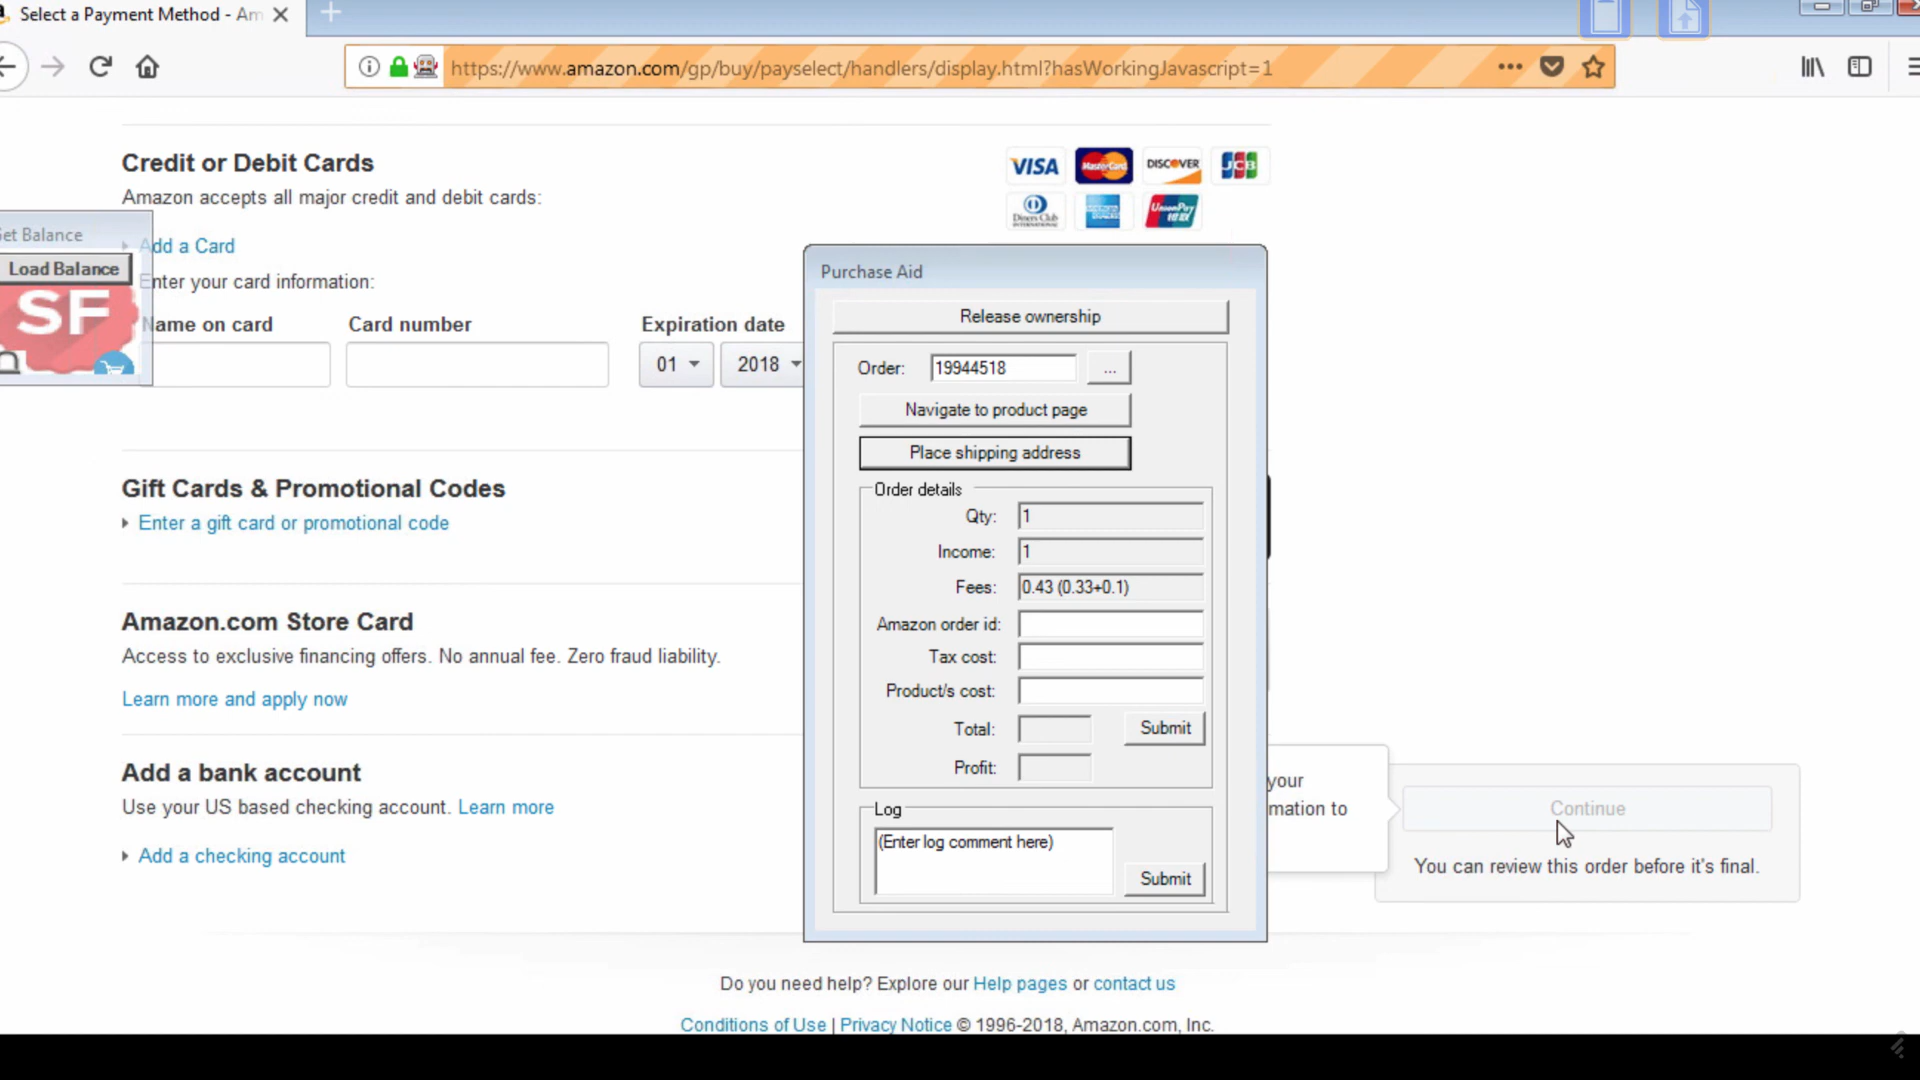 Select a Payment Method - Am
https://www.amazon.com/gp/buy/payselect/handlers/display.html?hasWorkingJavascript=1
Credit or Debit Cards
Amazon accepts all major credit and debit cards:
VISA MasterCard DISCOVER JCB
Diners Club INTERNATIONAL AMERICAN EXPRESS UnionPay
et Balance
Load Balance
SF
Add a Card
Enter your card information:
Name on card
Card number
Expiration date
01
2018
Gift Cards & Promotional Codes
Enter a gift card or promotional code
Amazon.com Store Card
Access to exclusive financing offers. No annual fee. Zero fraud liability.
Learn more and apply now
Add a bank account
Use your US based checking account. Learn more
Add a checking account
Purchase Aid
Release ownership
Order: 19944518 ...
Navigate to product page
Place shipping address
Order details
Qty: 1
Income: 1
Fees: 0.43 (0.33+0.1)
Amazon order id:
Tax cost:
Product/s cost:
Total:
Submit
Profit:
Log
(Enter log comment here)
Submit
your
mation to
Continue
You can review this order before it's final.
Do you need help? Explore our Help pages or contact us
Conditions of Use | Privacy Notice © 1996-2018, Amazon.com, Inc.